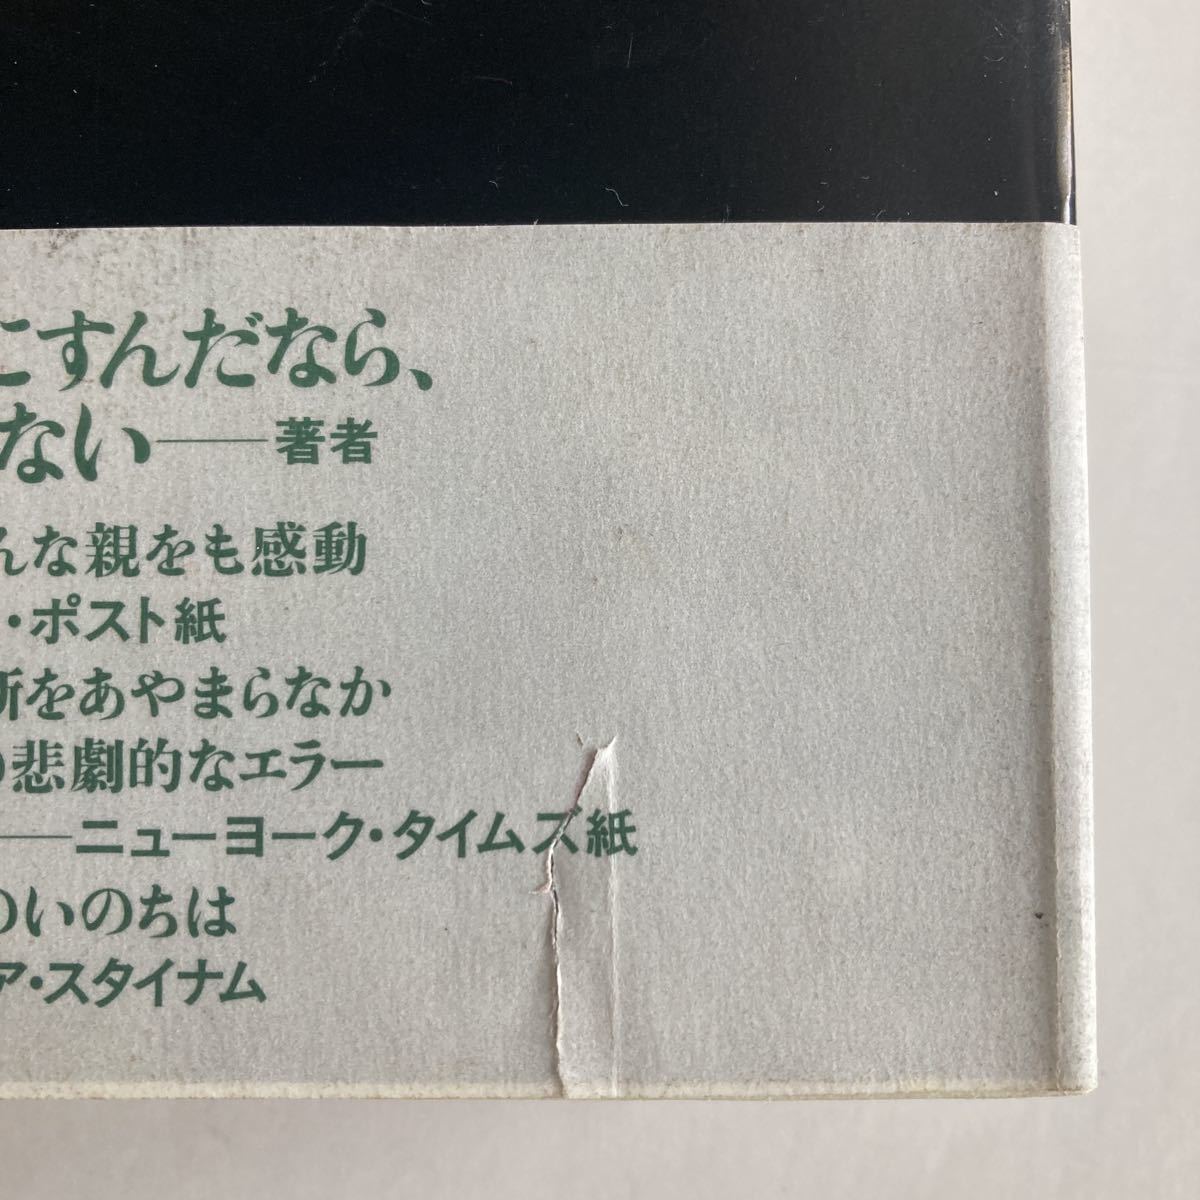 にすんだなら、
ない——著者
んな親をも感動
・ポスト紙
断をあやまらなか
の悲劇的なエラー
——ニューヨーク・タイムズ紙
のいのちは
ア・スタイナム